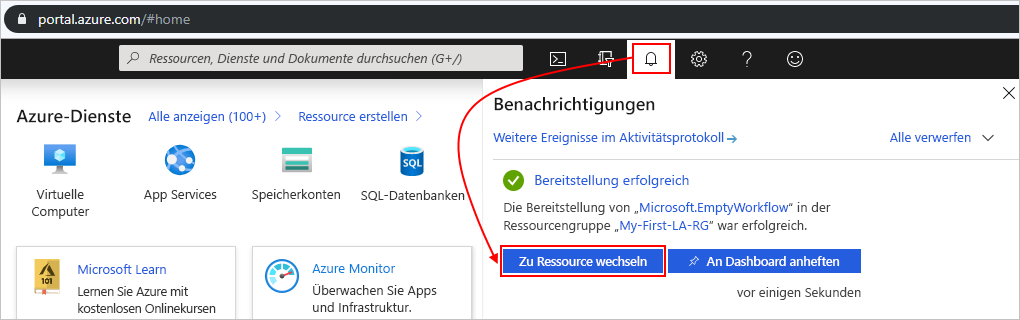 portal.azure.com/#home
Ressourcen, Dienste und Dokumente durchsuchen (G+/)
Azure-Dienste
Alle anzeigen (100+)
Ressource erstellen
Virtuelle
Computer
App Services
Speicherkonten
SQL
SQL-Datenbanken
101
Microsoft Learn
Lernen Sie Azure mit
kostenlosen Onlinekursen
Azure Monitor
Überwachen Sie Apps
und Infrastruktur.
Benachrichtigungen
Weitere Ereignisse im Aktivitätsprotokoll
Alle verwerfen
Bereitstellung erfolgreich
Die Bereitstellung von „Microsoft.EmptyWorkflow“ in der
Ressourcengruppe „My-First-LA-RG“ war erfolgreich.
Zu Ressource wechseln
An Dashboard anheften
vor einigen Sekunden